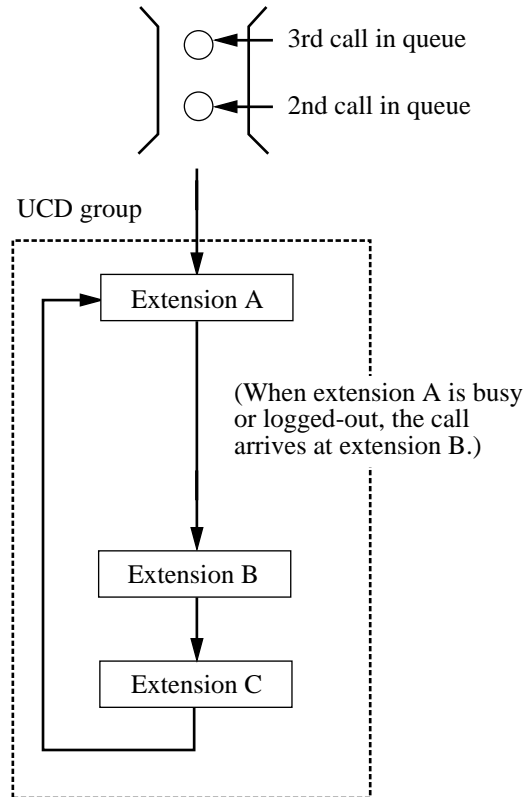 3rd call in queue
2nd call in queue
UCD group
Extension A
(When extension A is busy
or logged-out, the call
arrives at extension B.)
Extension B
Extension C